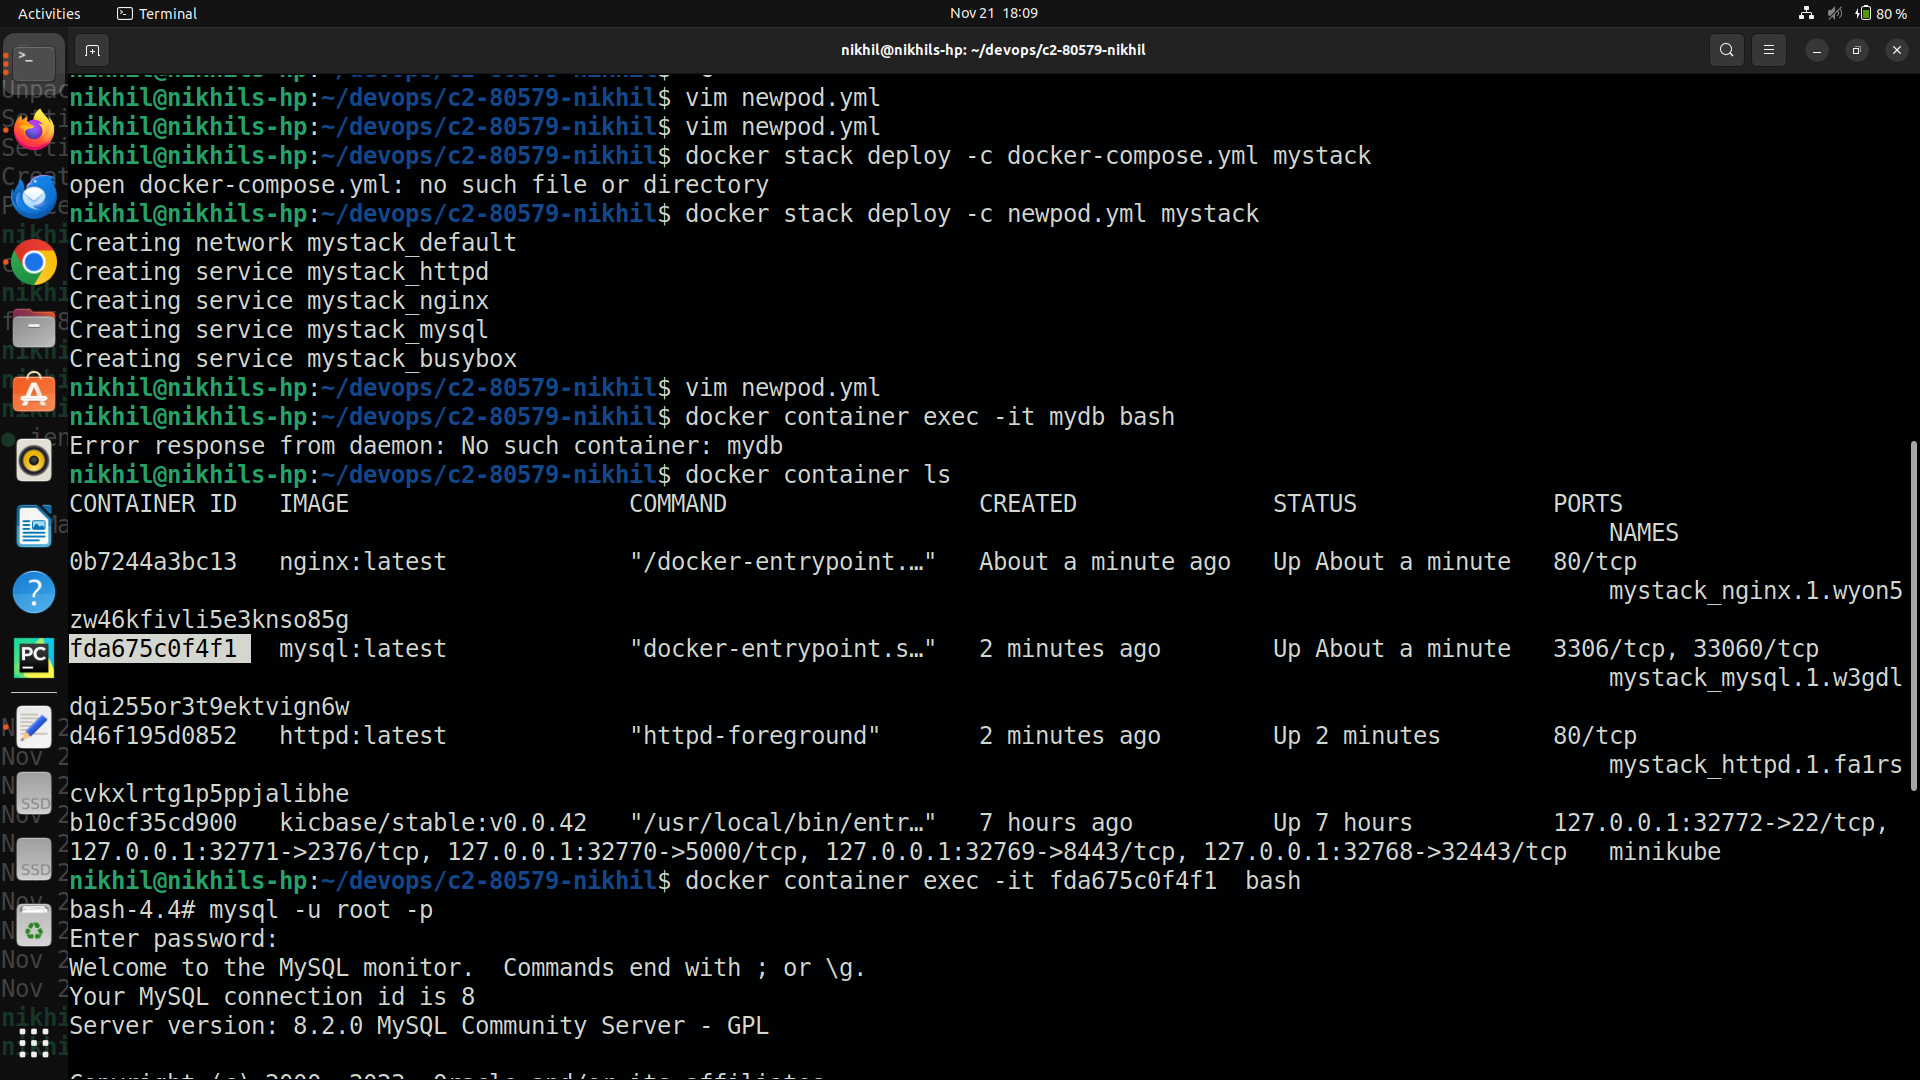 Activities
Terminal
Nov 21 18:09
80 %
nikhil@nikhils-hp: ~/devops/c2-80579-nikhil
nikhil@nikhils-hp:~/devops/c2-80579-nikhil$ vim newpod.yml
nikhil@nikhils-hp:~/devops/c2-80579-nikhil$ vim newpod.yml
nikhil@nikhils-hp:~/devops/c2-80579-nikhil$ docker stack deploy -c docker-compose.yml mystack
open docker-compose.yml: no such file or directory
nikhil@nikhils-hp:~/devops/c2-80579-nikhil$ docker stack deploy -c newpod.yml mystack
Creating network mystack_default
Creating service mystack_httpd
Creating service mystack_nginx
Creating service mystack_mysql
Creating service mystack_busybox
nikhil@nikhils-hp:~/devops/c2-80579-nikhil$ vim newpod.yml
nikhil@nikhils-hp:~/devops/c2-80579-nikhil$ docker container exec -it mydb bash
Error response from daemon: No such container: mydb
nikhil@nikhils-hp:~/devops/c2-80579-nikhil$ docker container ls
CONTAINER ID   IMAGE                    COMMAND                  CREATED              STATUS              PORTS
NAMES
0b7244a3bc13   nginx:latest             "/docker-entrypoint.…"   About a minute ago   Up About a minute   80/tcp
mystack_nginx.1.wyon5
zw46kfivli5e3knso85g
fda675c0f4f1   mysql:latest             "docker-entrypoint.s…"   2 minutes ago        Up About a minute   3306/tcp, 33060/tcp
mystack_mysql.1.w3gdl
dqi255or3t9ektvign6w
d46f195d0852   httpd:latest             "httpd-foreground"       2 minutes ago        Up 2 minutes        80/tcp
mystack_httpd.1.fa1rs
cvkxlrtg1p5ppjalibhe
b10cf35cd900   kicbase/stable:v0.0.42   "/usr/local/bin/entr…"   7 hours ago          Up 7 hours          127.0.0.1:32772->22/tcp,
127.0.0.1:32771->2376/tcp, 127.0.0.1:32770->5000/tcp, 127.0.0.1:32769->8443/tcp, 127.0.0.1:32768->32443/tcp   minikube
nikhil@nikhils-hp:~/devops/c2-80579-nikhil$ docker container exec -it fda675c0f4f1  bash
bash-4.4# mysql -u root -p
Enter password:
Welcome to the MySQL monitor.  Commands end with ; or \g.
Your MySQL connection id is 8
Server version: 8.2.0 MySQL Community Server - GPL